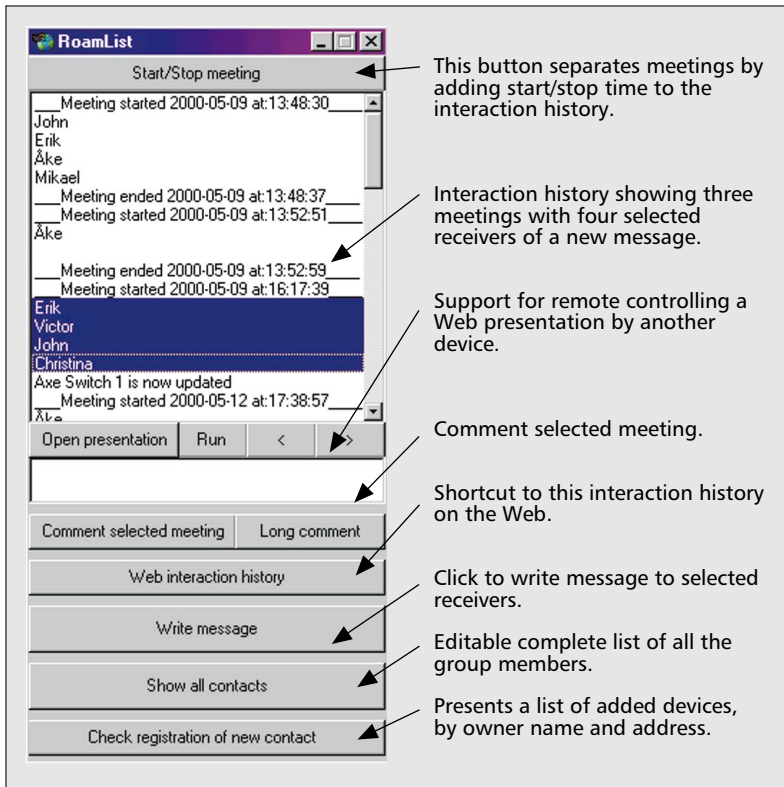 RoamList
Start/Stop meeting
___Meeting started 2000-05-09 at:13:48:30____
John
Erik
Åke
Mikael
___Meeting ended 2000-05-09 at:13:48:37____
___Meeting started 2000-05-09 at:13:52:51____
Åke
___Meeting ended 2000-05-09 at:13:52:59____
___Meeting started 2000-05-09 at:16:17:39____
Erik
Victor
John
Christina
Axe Switch 1 is now updated
___Meeting started 2000-05-12 at:17:38:57____
Åke
Open presentation Run < >
Comment selected meeting Long comment
Web interaction history
Write message
Show all contacts
Check registration of new contact
This button separates meetings by
adding start/stop time to the
interaction history.
Interaction history showing three
meetings with four selected
receivers of a new message.
Support for remote controlling a
Web presentation by another
device.
Comment selected meeting.
Shortcut to this interaction history
on the Web.
Click to write message to selected
receivers.
Editable complete list of all the
group members.
Presents a list of added devices,
by owner name and address.